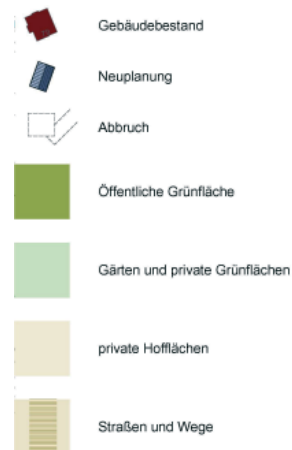 Gebäudebestand
Neuplanung
Abbruch
Öffentliche Grünfläche
Gärten und private Grünflächen
private Hofflächen
Straßen und Wege